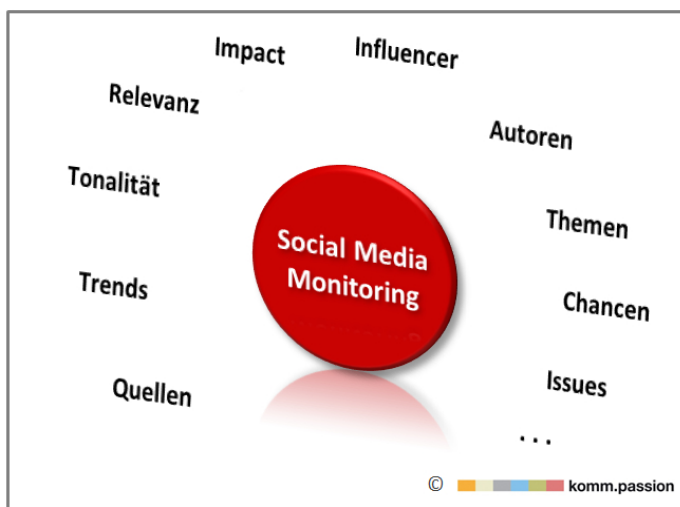 Impact
Influencer
Relevanz
Autoren
Tonalität
Themen
Social Media
Monitoring
Trends
Chancen
Quellen
Issues
...
© komm.passion